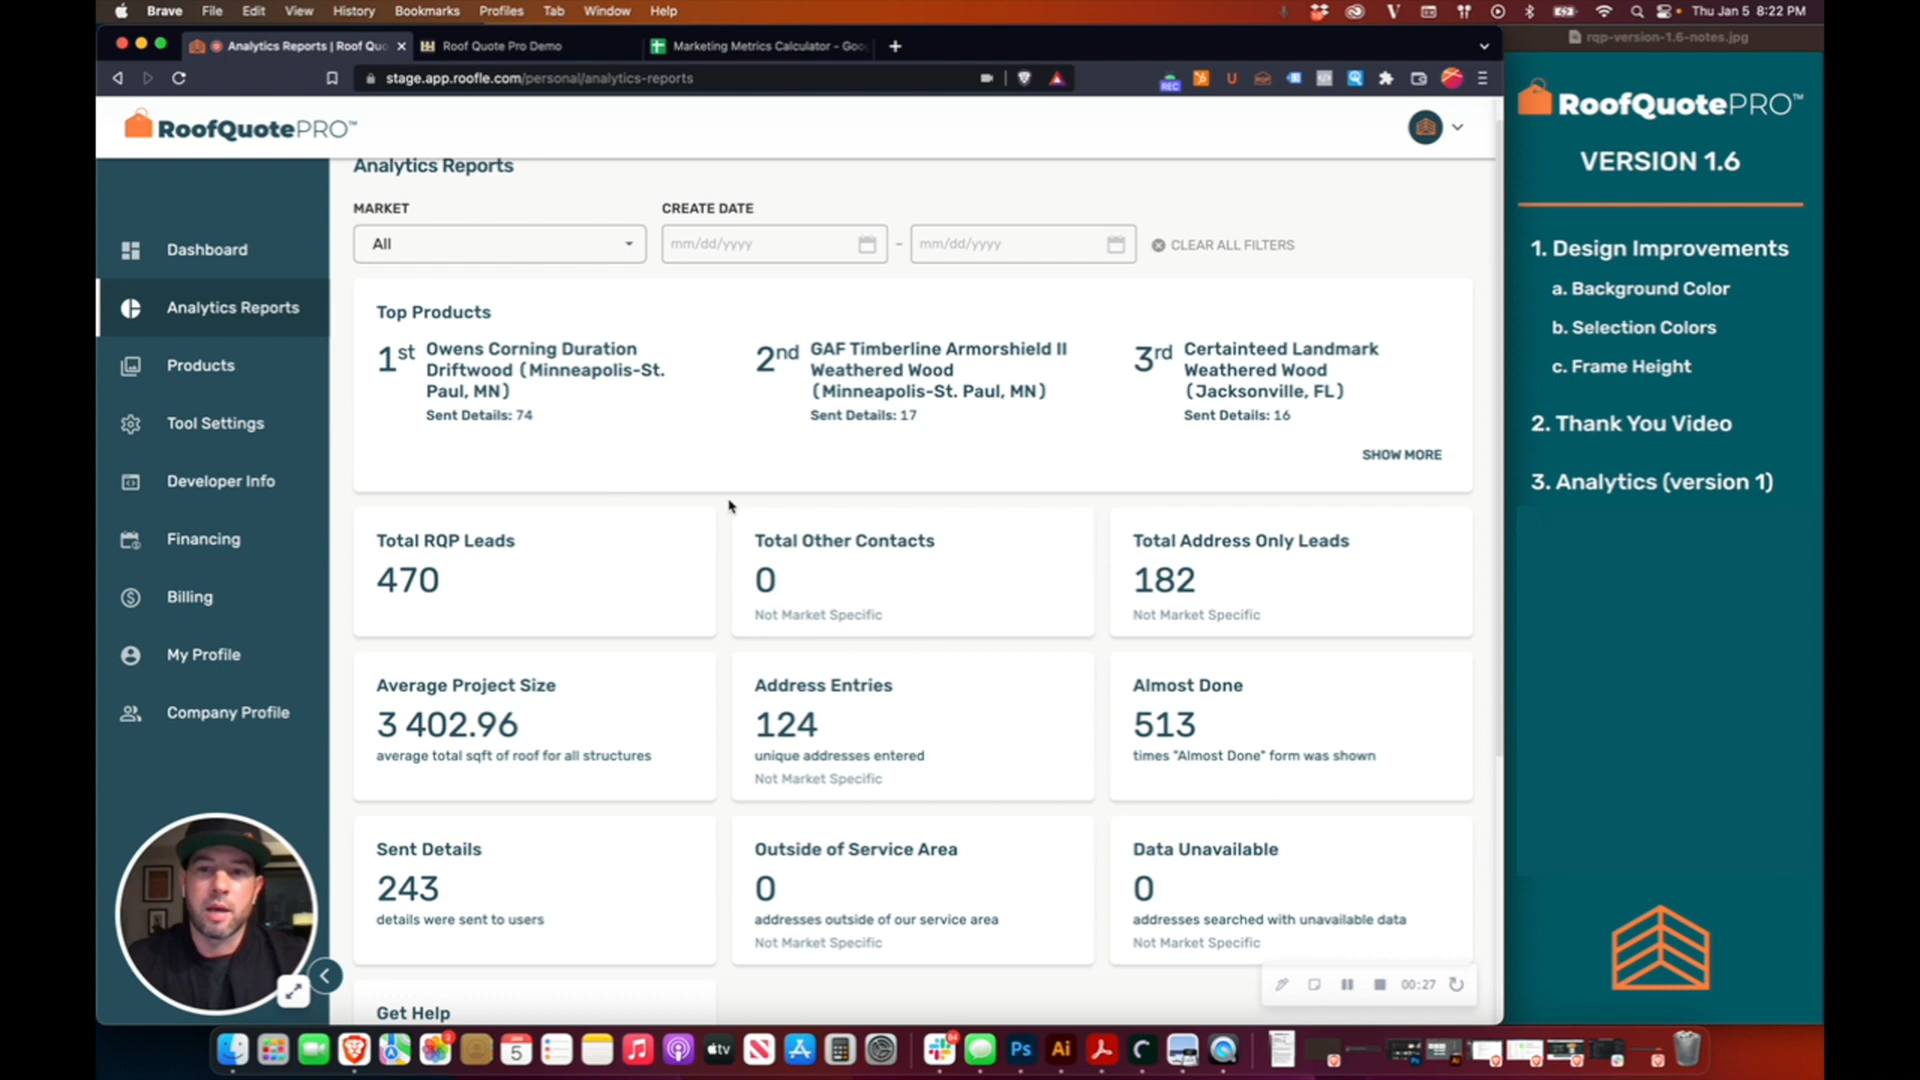 Brave File Edit View History Bookmarks Profiles Tab Window Help
Thu Jan 5 8:22 PM
Analytics Reports | Roof Quo
Roof Quote Pro Demo
Marketing Metrics Calculator - Goo
rqp-version-1.6-notes.jpg
stage.app.roofle.com/personal/analytics-reports
REC
RoofQuotePRO™
Dashboard
Analytics Reports
Products
Tool Settings
Developer Info
Financing
Billing
My Profile
Company Profile
Analytics Reports
MARKET
CREATE DATE
All
mm/dd/yyyy
–
mm/dd/yyyy
CLEAR ALL FILTERS
Top Products
1st
Owens Corning Duration
Driftwood (Minneapolis-St.
Paul, MN)
Sent Details: 74
2nd
GAF Timberline Armorshield II
Weathered Wood
(Minneapolis-St. Paul, MN)
Sent Details: 17
3rd
Certainteed Landmark
Weathered Wood
(Jacksonville, FL)
Sent Details: 16
SHOW MORE
Total RQP Leads
470
Total Other Contacts
0
Not Market Specific
Total Address Only Leads
182
Not Market Specific
Average Project Size
3 402.96
average total sqft of roof for all structures
Address Entries
124
unique addresses entered
Not Market Specific
Almost Done
513
times "Almost Done" form was shown
Sent Details
243
details were sent to users
Outside of Service Area
0
addresses outside of our service area
Not Market Specific
Data Unavailable
0
addresses searched with unavailable data
Not Market Specific
Get Help
00:27
RoofQuotePRO™
VERSION 1.6
1. Design Improvements
a. Background Color
b. Selection Colors
c. Frame Height
2. Thank You Video
3. Analytics (version 1)
5
tv
Ps
Ai